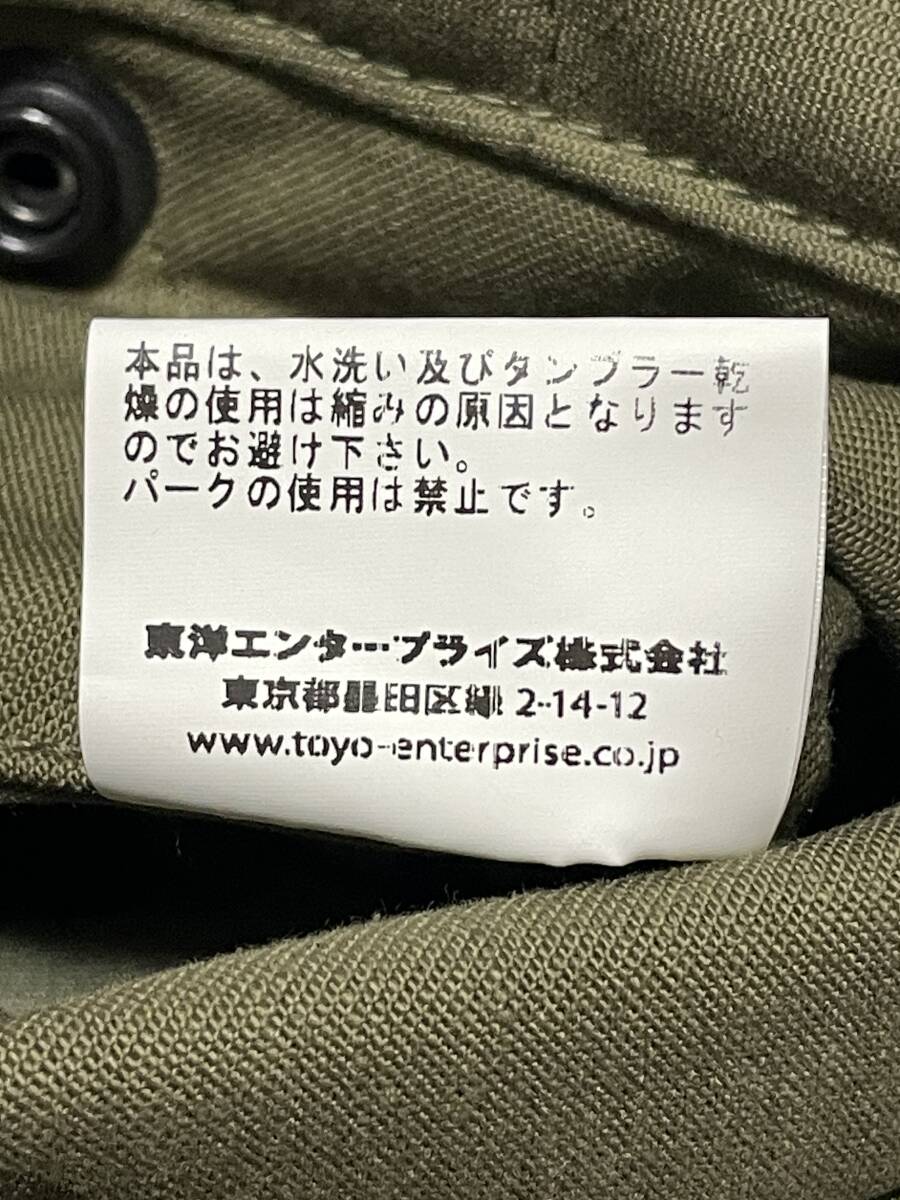 本品は、水洗い及びタンブラー乾
燥の使用は縮みの原因となります
のでお避け下さい。
パークの使用は禁止です。
東洋エンタープライズ株式会社
東京都墨田区緑 2-14-12
www.toyo-enterprise.co.jp